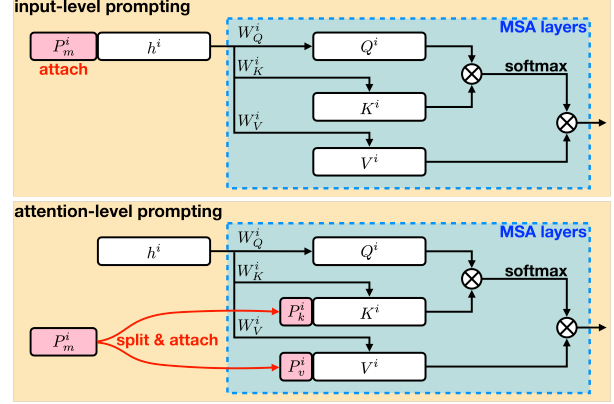 input-level prompting
MSA layers
$P_m^i$ $h^i$ $W_Q^i$ $Q^i$
attach
$W_K^i$ softmax
$K^i$
$W_V^i$
$V^i$
attention-level prompting
MSA layers
$h^i$ $W_Q^i$ $Q^i$
$W_K^i$ softmax
$P_k^i$ $K^i$
$W_V^i$
$P_m^i$ split & attach
$P_v^i$ $V^i$